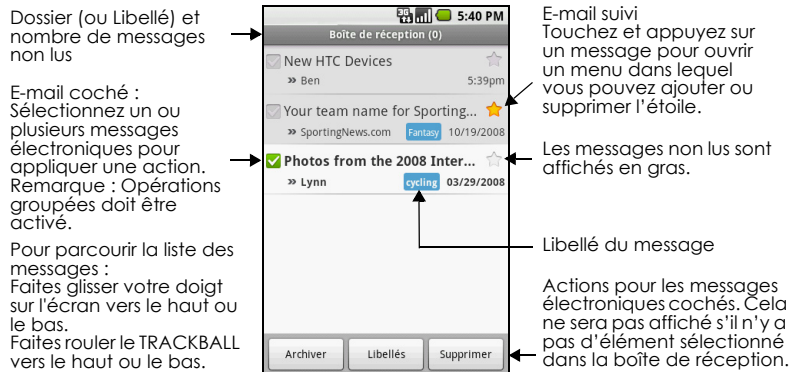 Dossier (ou Libellé) et
nombre de messages
non lus
E-mail coché :
Sélectionnez un ou
plusieurs messages
électroniques pour
appliquer une action.
Remarque : Opérations
groupées doit être
activé.
Pour parcourir la liste des
messages :
Faites glisser votre doigt
sur l'écran vers le haut ou
le bas.
Faites rouler le TRACKBALL
vers le haut ou le bas.
3G 5:40 PM
Boîte de réception (0)
New HTC Devices
» Ben 5:39pm
Your team name for Sporting...
» SportingNews.com Fantasy 10/19/2008
Photos from the 2008 Inter...
» Lynn cycling 03/29/2008
Archiver Libellés Supprimer
E-mail suivi
Touchez et appuyez sur
un message pour ouvrir
un menu dans lequel
vous pouvez ajouter ou
supprimer l’étoile.
Les messages non lus sont
affichés en gras.
Libellé du message
Actions pour les messages
électroniques cochés. Cela
ne sera pas affiché s’il n’y a
pas d’élément sélectionné
dans la boîte de réception.